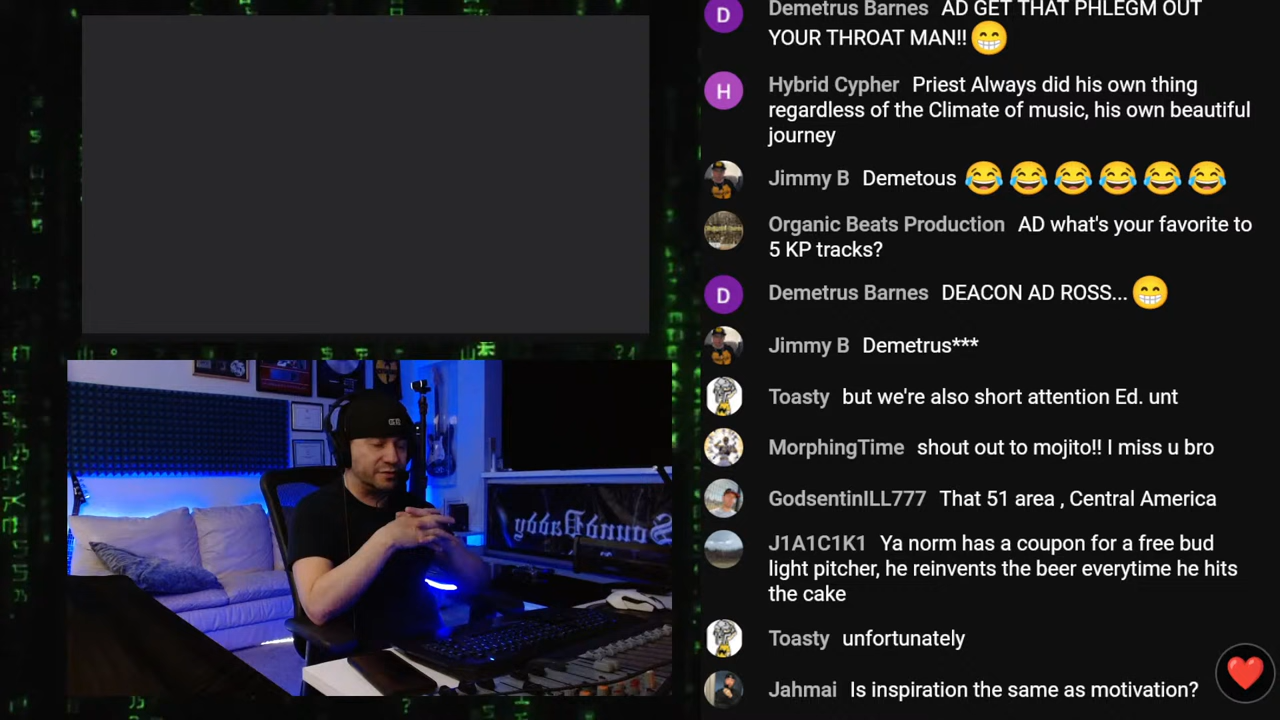 Demetrus Barnes AD GET THAT PHLEGM OUT
YOUR THROAT MAN!! 😁
Hybrid Cypher Priest Always did his own thing
regardless of the Climate of music, his own beautiful
journey
Jimmy B Demetous 😂😂😂😂😂😂
Organic Beats Production AD what's your favorite to
5 KP tracks?
Demetrus Barnes DEACON AD ROSS... 😁
Jimmy B Demetrus***
Toasty but we're also short attention Ed. unt
MorphingTime shout out to mojito!! I miss u bro
GodsentinILL777 That 51 area , Central America
J1A1C1K1 Ya norm has a coupon for a free bud
light pitcher, he reinvents the beer everytime he hits
the cake
Toasty unfortunately
Jahmai Is inspiration the same as motivation?
D
H
D
SoundDaddy